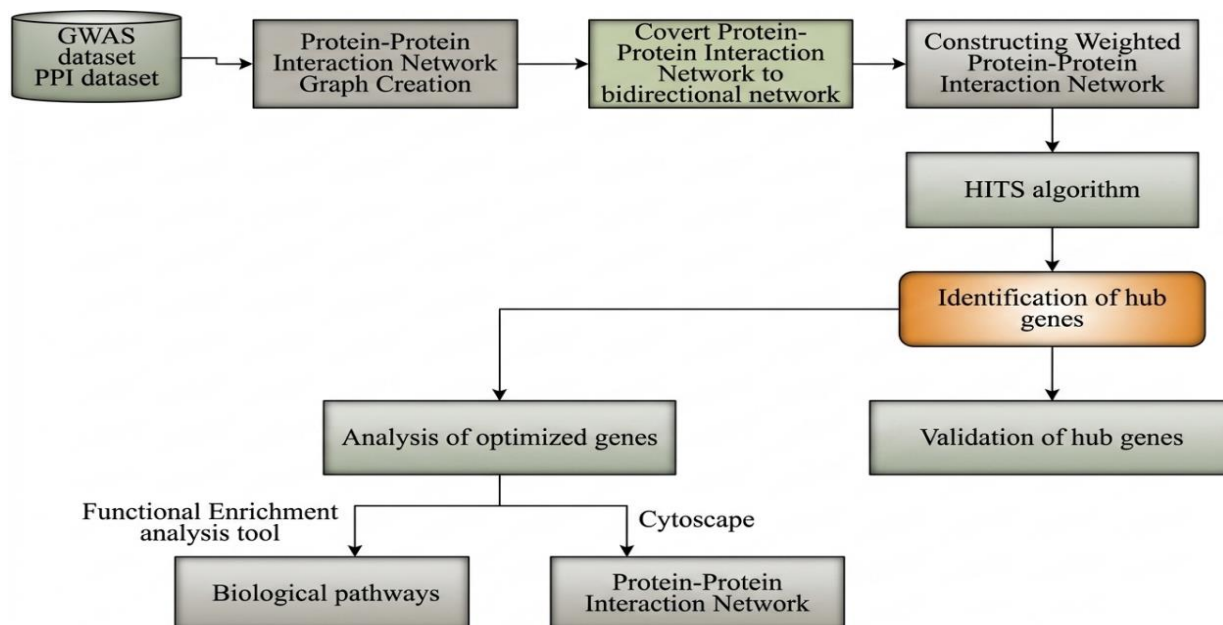 GWAS
dataset
PPI dataset
Protein-Protein
Interaction Network
Graph Creation
Covert Protein-
Protein Interaction
Network to
bidirectional network
Constructing Weighted
Protein-Protein
Interaction Network
HITS algorithm
Identification of hub
genes
Analysis of optimized genes
Validation of hub genes
Functional Enrichment
analysis tool
Cytoscape
Biological pathways
Protein-Protein
Interaction Network